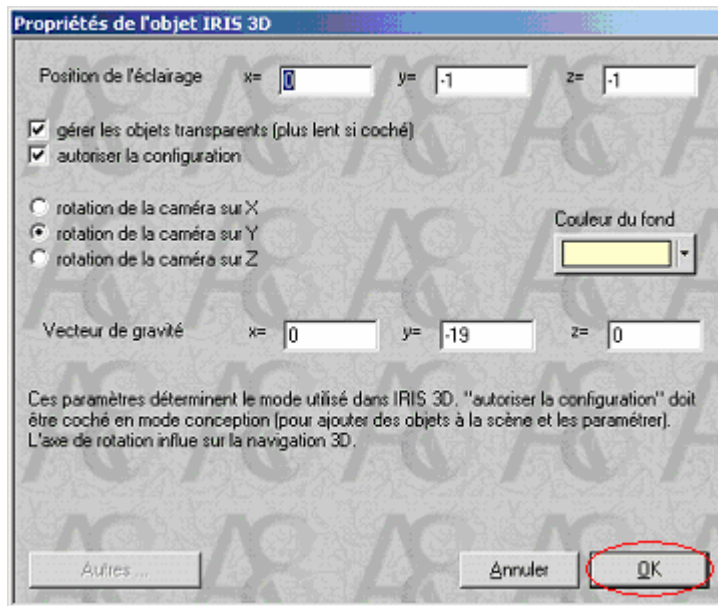 Propriétés de l'objet IRIS 3D
Position de l'éclairage x= 0 y= -1 z= -1
gérer les objets transparents (plus lent si coché)
autoriser la configuration
rotation de la caméra sur X
rotation de la caméra sur Y
rotation de la caméra sur Z
Couleur du fond
Vecteur de gravité x= 0 y= -19 z= 0
Ces paramètres déterminent le mode utilisé dans IRIS 3D. "autoriser la configuration" doit
être coché en mode conception (pour ajouter des objets à la scène et les paramétrer).
L'axe de rotation influe sur la navigation 3D.
Autres ... Annuler OK